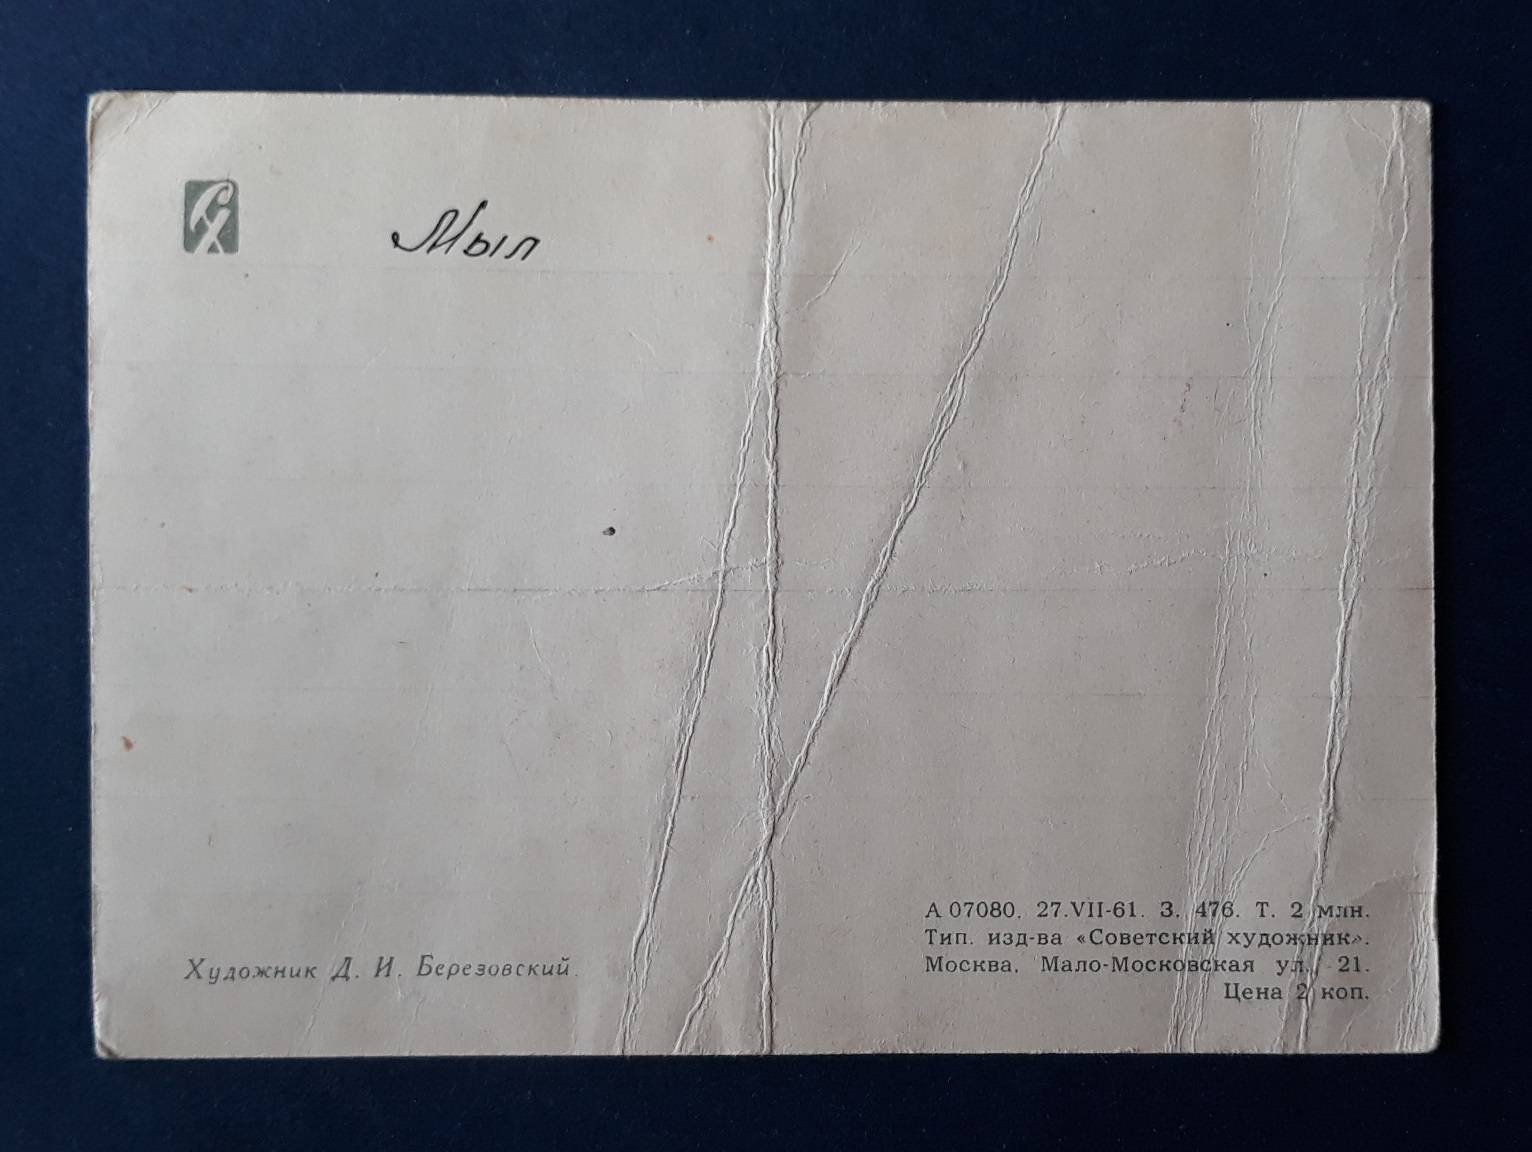 СХ
Мыл
Художник Д. И. Березовский.
А 07080. 27.VII-61. З. 476. Т. 2 млн.
Тип. изд-ва «Советский художник».
Москва, Мало-Московская ул., 21.
Цена 2 коп.